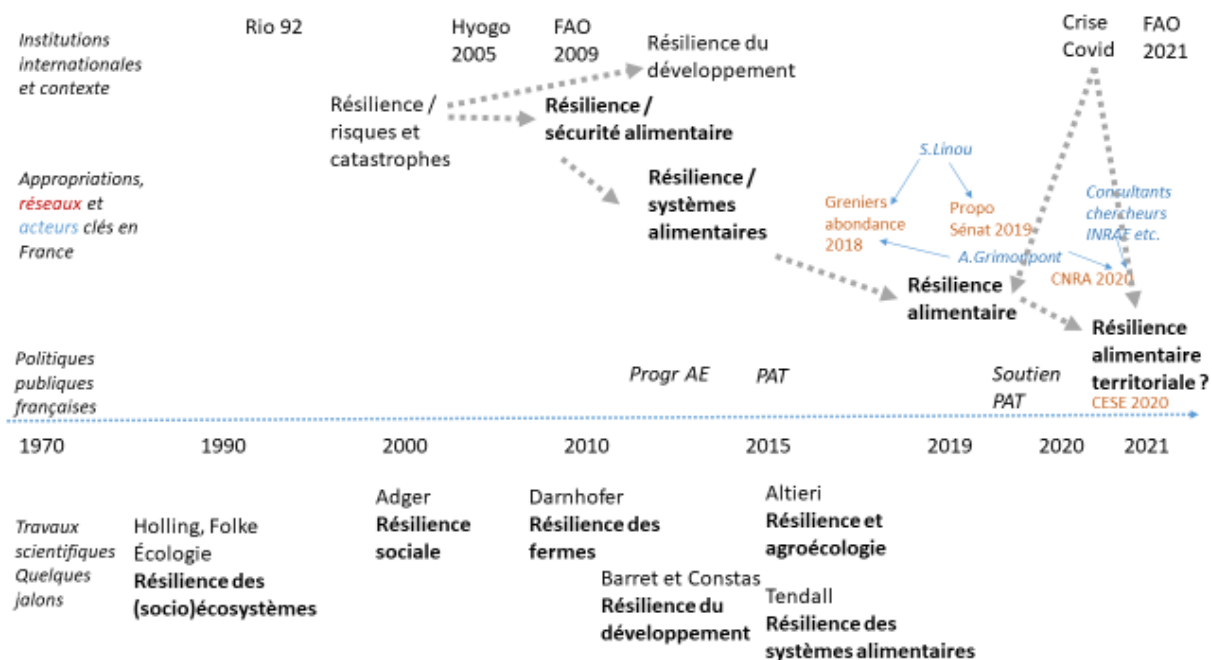 Institutions
internationales
et contexte
Rio 92
Hyogo
2005
FAO
2009
Résilience du
développement
Crise
Covid
FAO
2021
Résilience /
risques et
catastrophes
Résilience /
sécurité alimentaire
Appropriations,
réseaux et
acteurs clés en
France
Résilience /
systèmes
alimentaires
S.Linou
Greniers
abondance
2018
Propo
Sénat 2019
Consultants
chercheurs
INRAE etc.
A.Grimonpont
CNRA 2020
Résilience
alimentaire
Résilience
alimentaire
territoriale ?
CESE 2020
Politiques
publiques
françaises
Progr AE
PAT
Soutien
PAT
1970
1990
2000
2010
2015
2019
2020
2021
Travaux
scientifiques
Quelques
jalons
Holling, Folke
Écologie
Résilience des
(socio)écosystèmes
Adger
Résilience
sociale
Darnhofer
Résilience des
fermes
Barret et Constas
Résilience du
développement
Altieri
Résilience et
agroécologie
Tendall
Résilience des
systèmes alimentaires